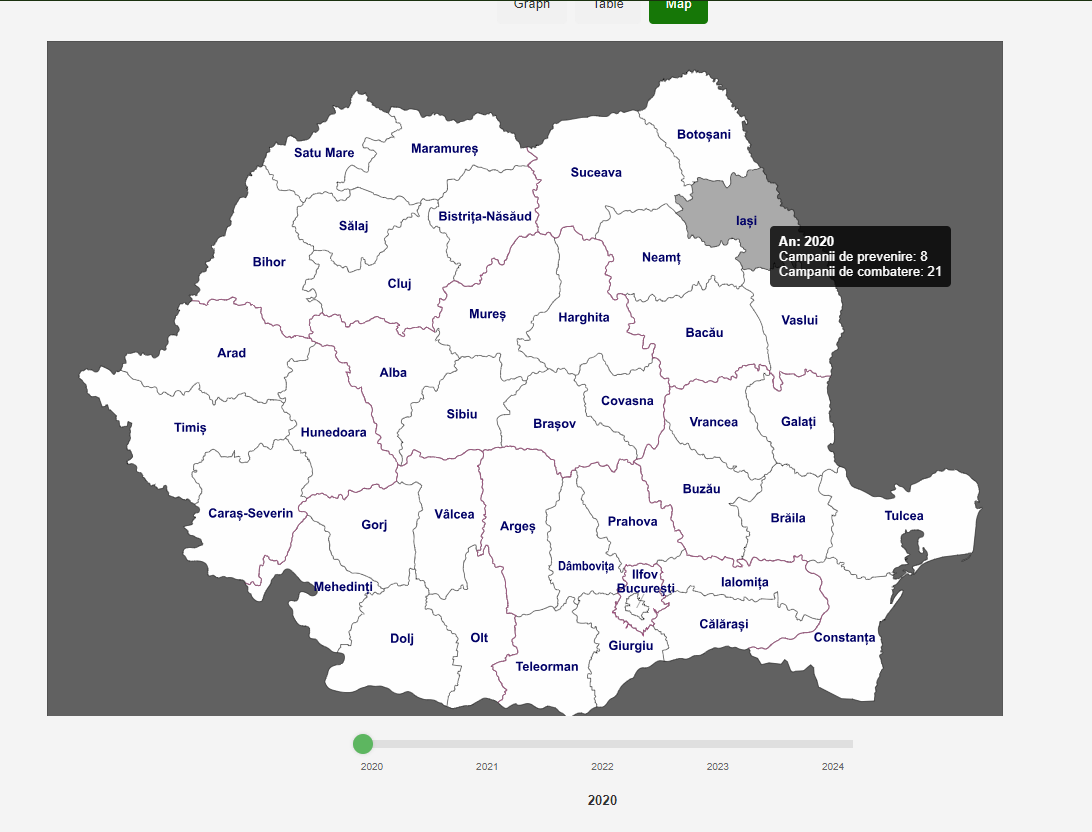 Graph
Table
Map
Botoșani
Satu Mare
Maramureș
Suceava
Bistrița-Năsăud
Iași
Sălaj
An: 2020
Campanii de prevenire: 8
Campanii de combatere: 21
Neamț
Bihor
Cluj
Mureș
Harghita
Vaslui
Bacău
Arad
Alba
Covasna
Sibiu
Brașov
Vrancea
Galați
Timiș
Hunedoara
Buzău
Caraș-Severin
Vâlcea
Gorj
Argeș
Prahova
Brăila
Tulcea
Dâmbovița
Ilfov
București
Ialomița
Mehedinți
Călărași
Dolj
Olt
Giurgiu
Constanța
Teleorman
2020
2021
2022
2023
2024
2020